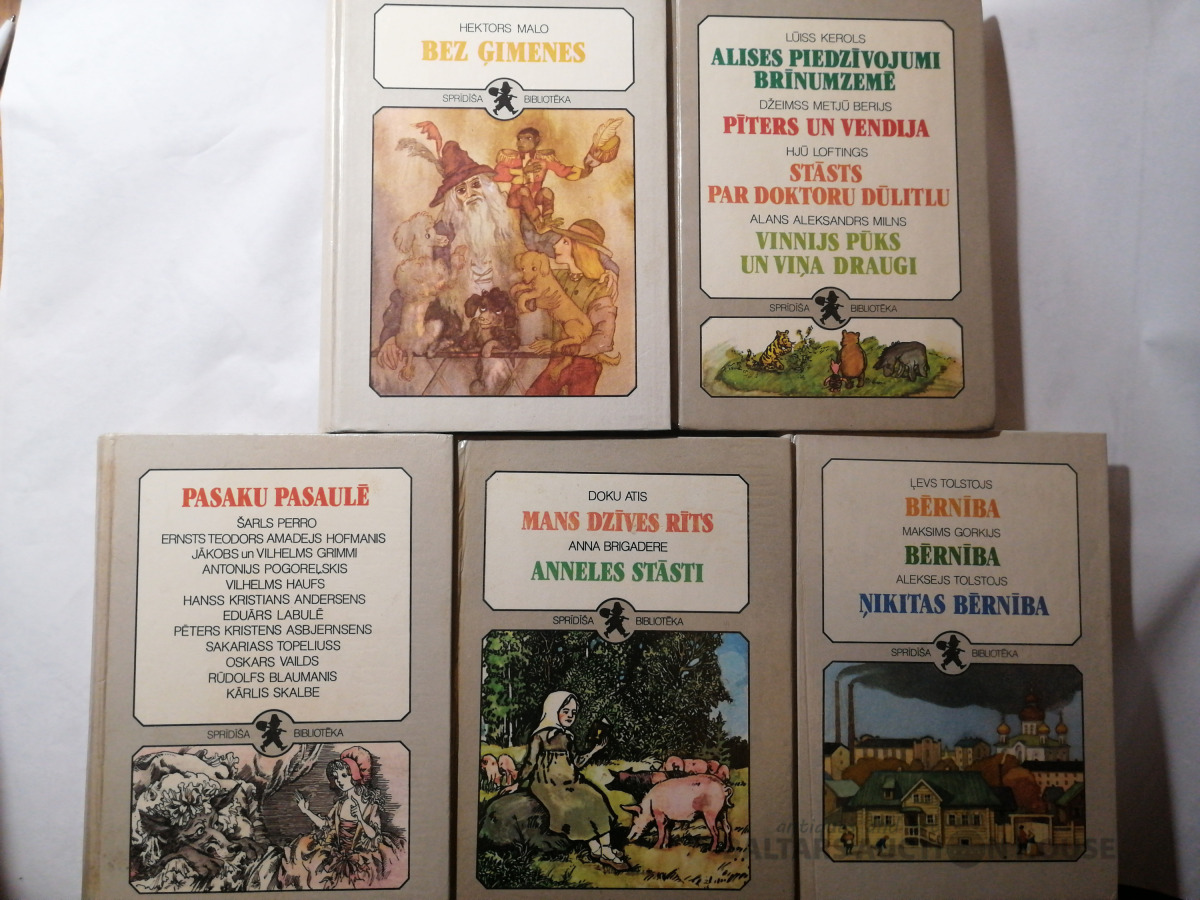 HEKTORS MALO
BEZ ĢIMENES
SPRĪDĪŠA BIBLIOTĒKA
LŪISS KEROLS
ALISES PIEDZĪVOJUMI
BRĪNUMZEMĒ
DŽEIMSS METJŪ BERIJS
PĪTERS UN VENDIJA
HJŪ LOFTINGS
STĀSTS
PAR DOKTORU DŪLITLU
ALANS ALEKSANDRS MILNS
VINNIJS PŪKS
UN VIŅA DRAUGI
SPRĪDĪŠA BIBLIOTĒKA
PASAKU PASAULĒ
ŠARLS PERRO
ERNSTS TEODORS AMADEJS HOFMANIS
JĀKOBS un VILHELMS GRIMMI
ANTONIJS POGOREĻSKIS
VILHELMS HAUFS
HANSS KRISTIANS ANDERSENS
EDUĀRS LABULĒ
PĒTERS KRISTENS ASBJERNSENS
SAKARIASS TOPELIUSS
OSKARS VAILDS
RŪDOLFS BLAUMANIS
KĀRLIS SKALBE
SPRĪDĪŠA BIBLIOTĒKA
DOKU ATIS
MANS DZĪVES RĪTS
ANNA BRIGADERE
ANNELES STĀSTI
SPRĪDĪŠA BIBLIOTĒKA
ĻEVS TOLSTOJS
BĒRNĪBA
MAKSIMS GORKIJS
BĒRNĪBA
ALEKSEJS TOLSTOJS
ŅIKITAS BĒRNĪBA
SPRĪDĪŠA BIBLIOTĒKA
ALTARS AUCTION HOUSE